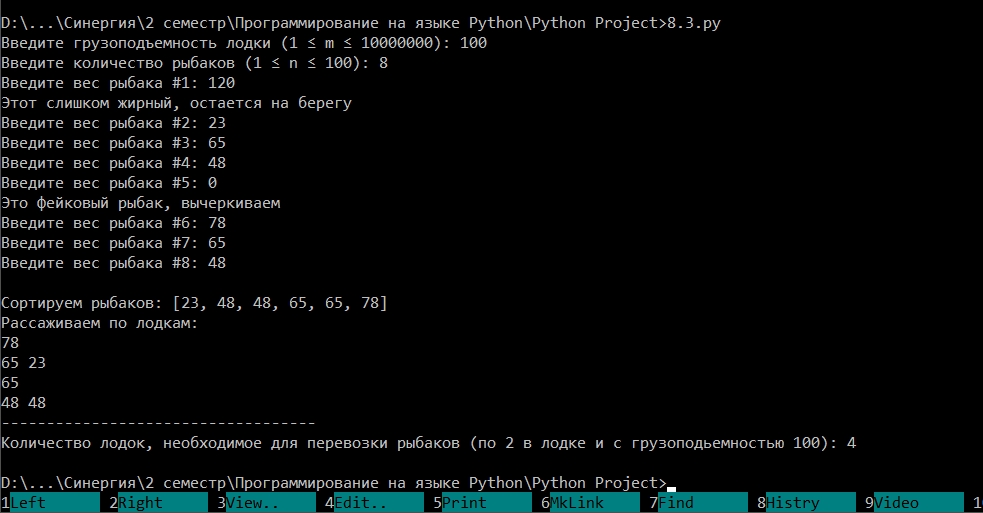 D:\...\Синергия\2 семестр\Программирование на языке Python\Python Project>8.3.py
Введите грузоподъемность лодки (1 ≤ m ≤ 10000000): 100
Введите количество рыбаков (1 ≤ n ≤ 100): 8
Введите вес рыбака #1: 120
Этот слишком жирный, остается на берегу
Введите вес рыбака #2: 23
Введите вес рыбака #3: 65
Введите вес рыбака #4: 48
Введите вес рыбака #5: 0
Это фейковый рыбак, вычеркиваем
Введите вес рыбака #6: 78
Введите вес рыбака #7: 65
Введите вес рыбака #8: 48
Сортируем рыбаков: [23, 48, 48, 65, 65, 78]
Рассаживаем по лодкам:
78
65 23
65
48 48
-----------------------------------
Количество лодок, необходимое для перевозки рыбаков (по 2 в лодке и с грузоподьемностью 100): 4
D:\...\Синергия\2 семестр\Программирование на языке Python\Python Project>
1Left 2Right 3View.. 4Edit.. 5Print 6MkLink 7Find 8Histry 9Video 1